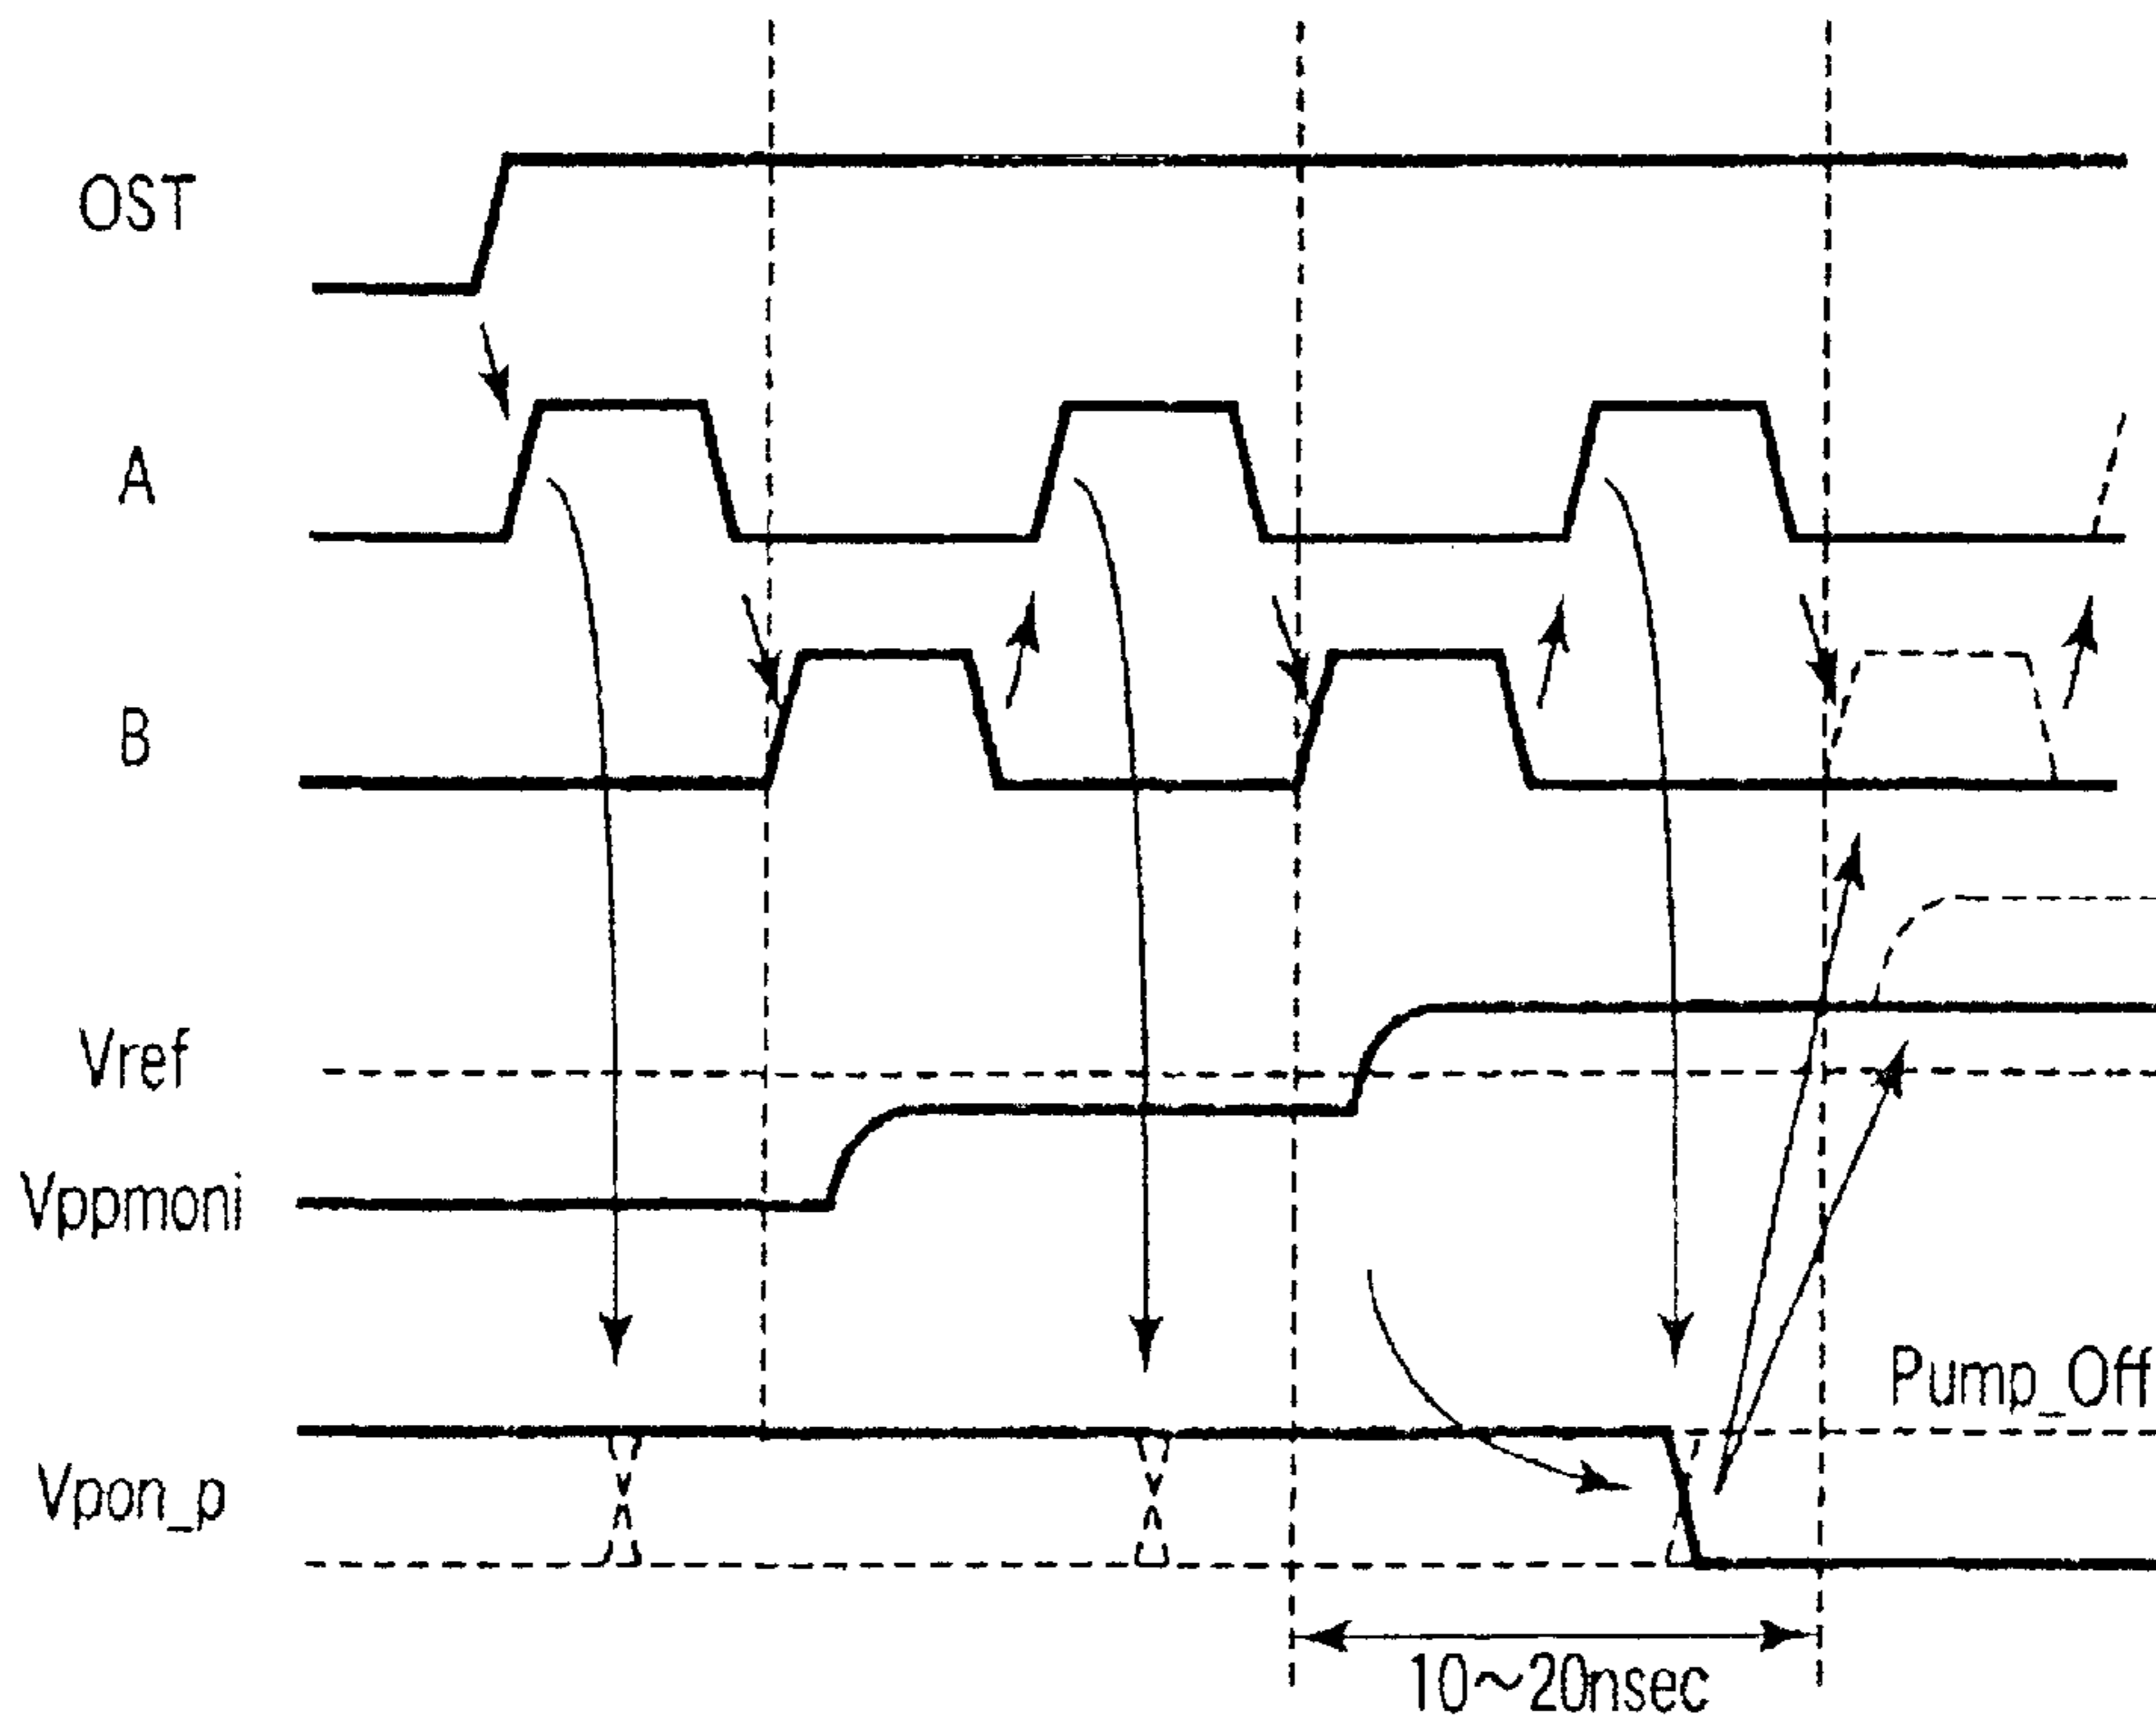 OST
A
B
Vref
Vppmoni
Pump_Off
Vpon_p
10~20nsec